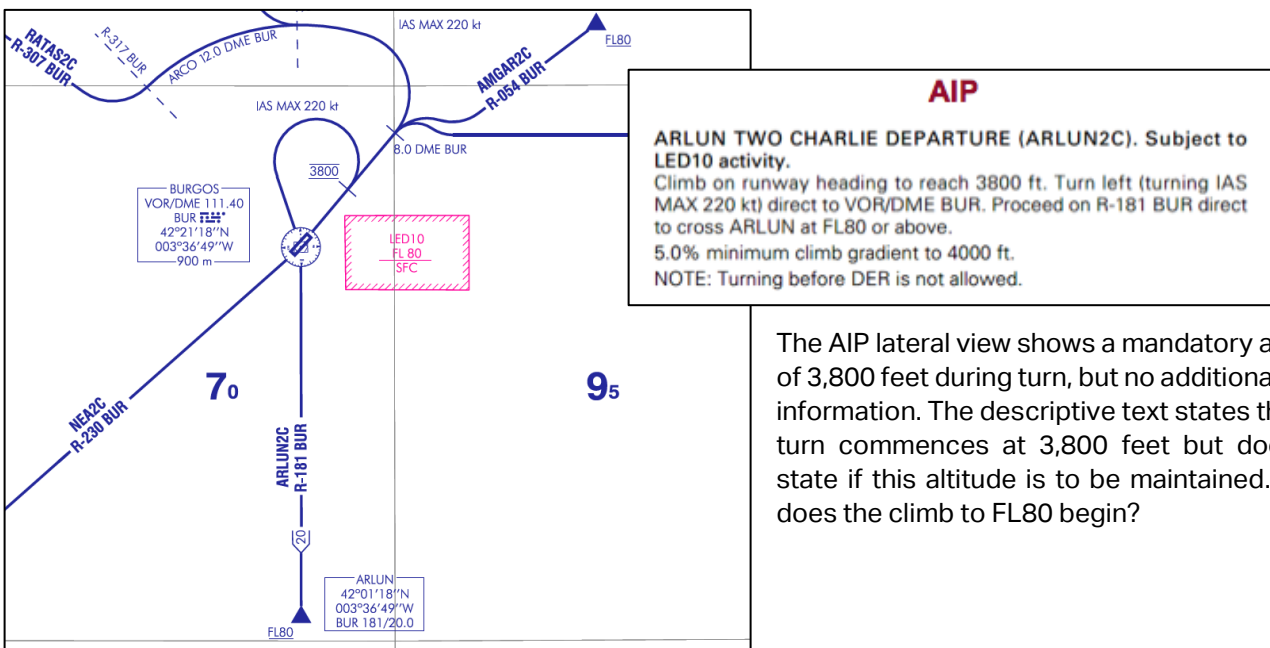 RATAS2C
R-307 BUR
R-317 BUR
ARCO 12.0 DME BUR
IAS MAX 220 kt
FL80
AMGAR2C
R-054 BUR
IAS MAX 220 kt
8.0 DME BUR
3800
BURGOS
VOR/DME 111.40
BUR
42°21'18''N
003°36'49''W
900 m
LED10
FL 80
SFC
70
95
NEA2C
R-230 BUR
ARLUN2C
R-181 BUR
20
ARLUN
42°01'18''N
003°36'49''W
BUR 181/20.0
FL80
AIP
ARLUN TWO CHARLIE DEPARTURE (ARLUN2C). Subject to
LED10 activity.
Climb on runway heading to reach 3800 ft. Turn left (turning IAS
MAX 220 kt) direct to VOR/DME BUR. Proceed on R-181 BUR direct
to cross ARLUN at FL80 or above.
5.0% minimum climb gradient to 4000 ft.
NOTE: Turning before DER is not allowed.
The AIP lateral view shows a mandatory
of 3,800 feet during turn, but no
information. The descriptive text states
turn commences at 3,800 feet but
state if this altitude is to be maintained.
does the climb to FL80 begin?